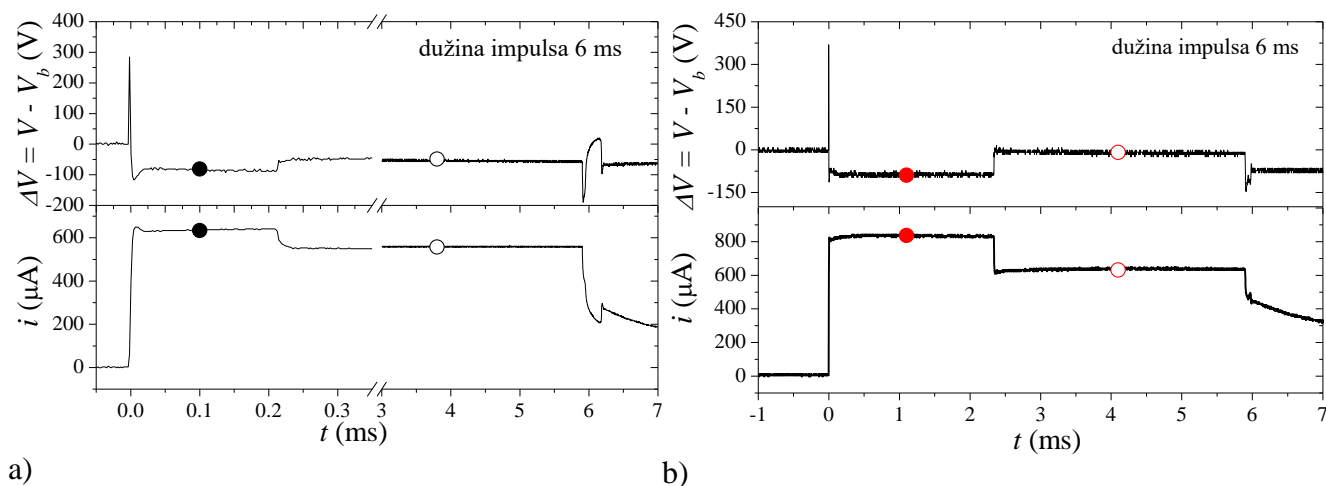 ΔV = V - V_b (V)
400
300
200
100
0
-100
-200
dužina impulsa 6 ms
i (μA)
600
400
200
0
0.0 0.1 0.2 0.3 3 4 5 6 7
t (ms)
a)
ΔV = V - V_b (V)
450
300
150
0
-150
dužina impulsa 6 ms
i (μA)
800
600
400
200
0
-1 0 1 2 3 4 5 6 7
t (ms)
b)